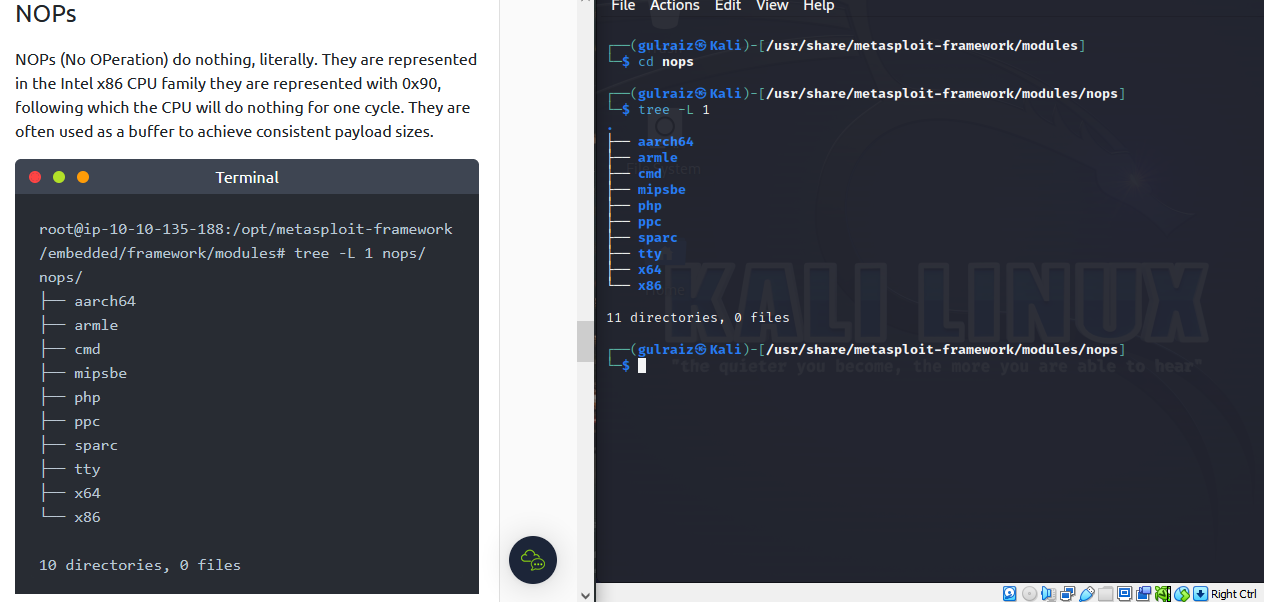 NOPs
NOPs (No OPeration) do nothing, literally. They are represented
in the Intel x86 CPU family they are represented with 0x90,
following which the CPU will do nothing for one cycle. They are
often used as a buffer to achieve consistent payload sizes.
Terminal
root@ip-10-10-135-188:/opt/metasploit-framework
/embedded/framework/modules# tree -L 1 nops/
nops/
├── aarch64
├── armle
├── cmd
├── mipsbe
├── php
├── ppc
├── sparc
├── tty
├── x64
└── x86
10 directories, 0 files
File Actions Edit View Help
┌──(gulraiz㉿Kali)-[/usr/share/metasploit-framework/modules]
└─$ cd nops
┌──(gulraiz㉿Kali)-[/usr/share/metasploit-framework/modules/nops]
└─$ tree -L 1
.
├── aarch64
├── armle
├── cmd
├── mipsbe
├── php
├── ppc
├── sparc
├── tty
├── x64
└── x86
11 directories, 0 files
┌──(gulraiz㉿Kali)-[/usr/share/metasploit-framework/modules/nops]
└─$
KALI LINUX
"the quieter you become, the more you are able to hear"
Right Ctrl